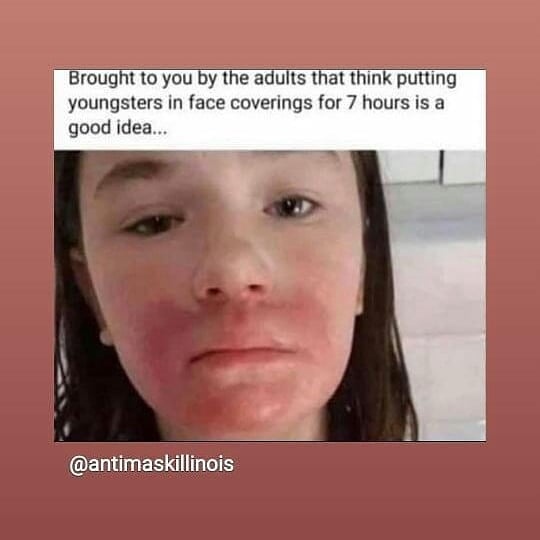 Brought to you by the adults that think putting
youngsters in face coverings for 7 hours is a
good idea...
@antimaskillinois